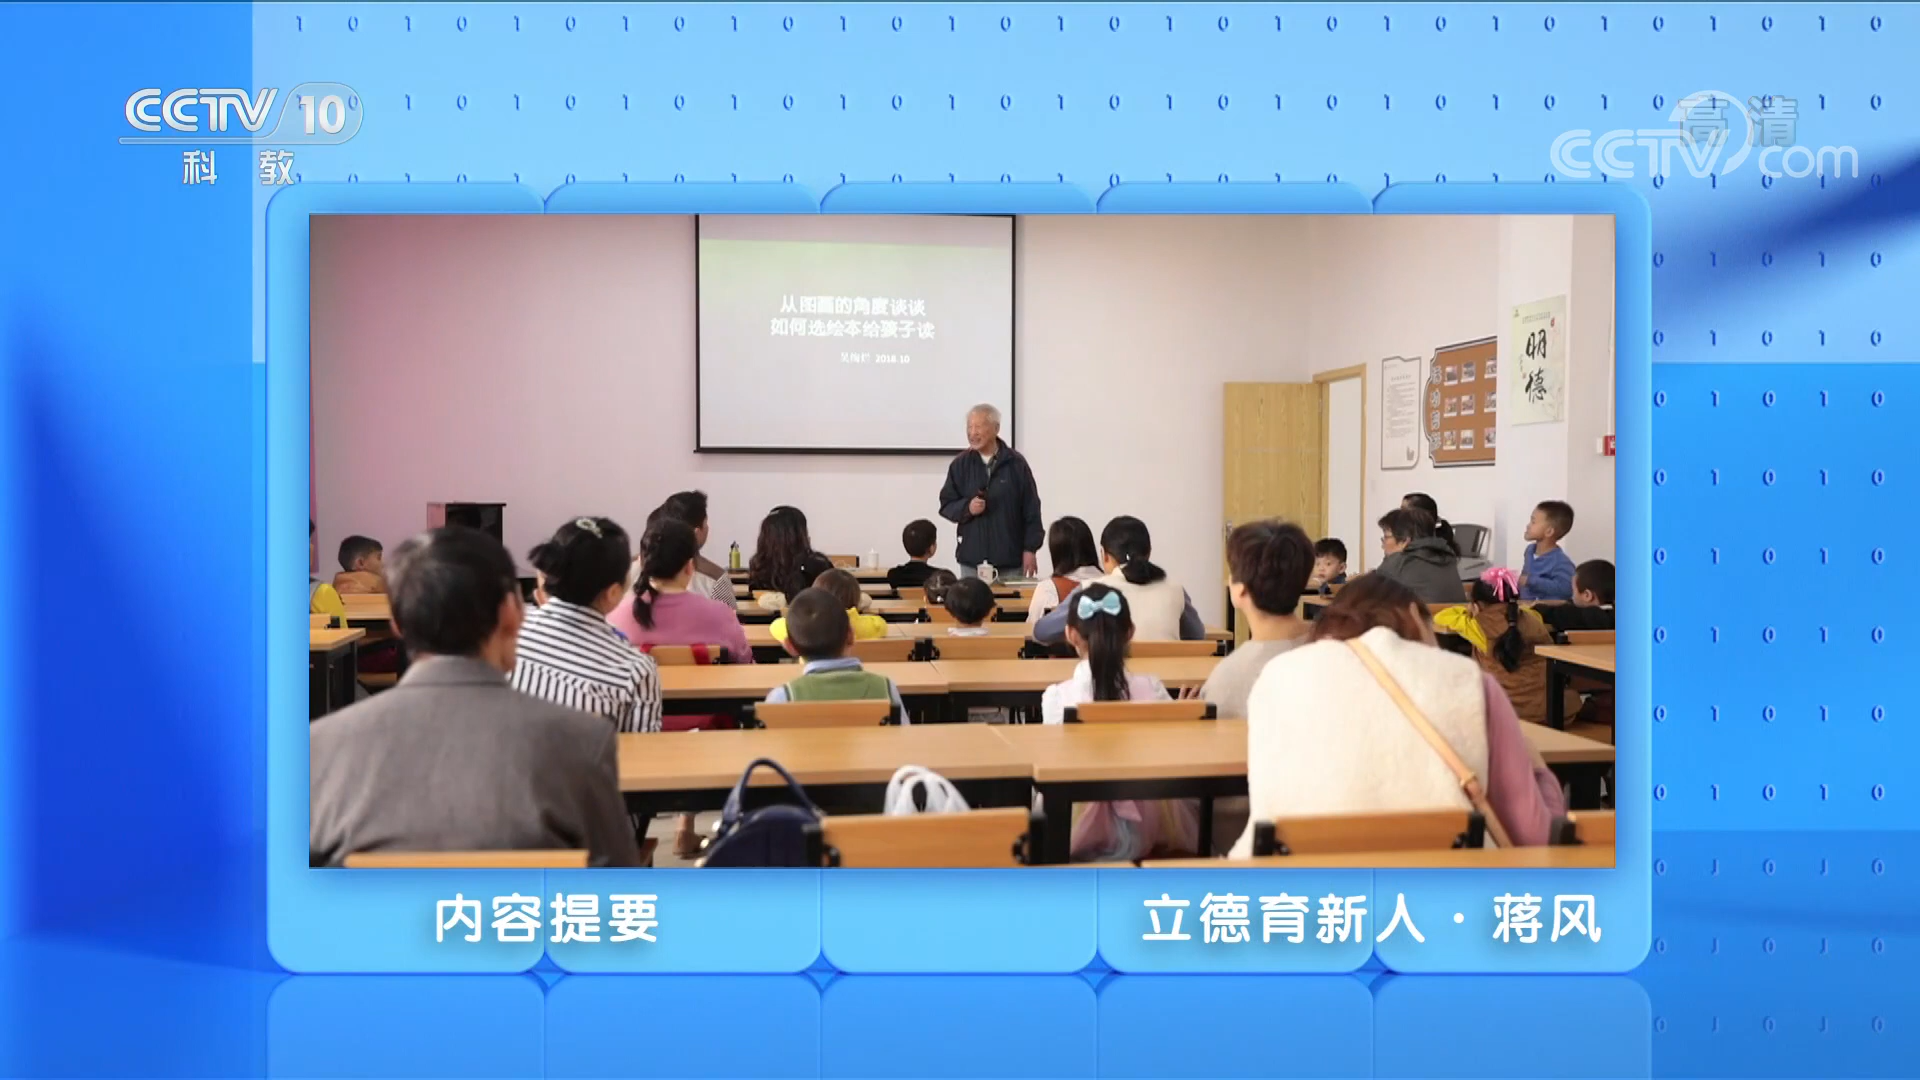 CCTV 10
科 教
高清
CCTV com
从图画的角度谈谈
如何选绘本给孩子读
2018.10
明德
内容提要
立德育新人·蒋风